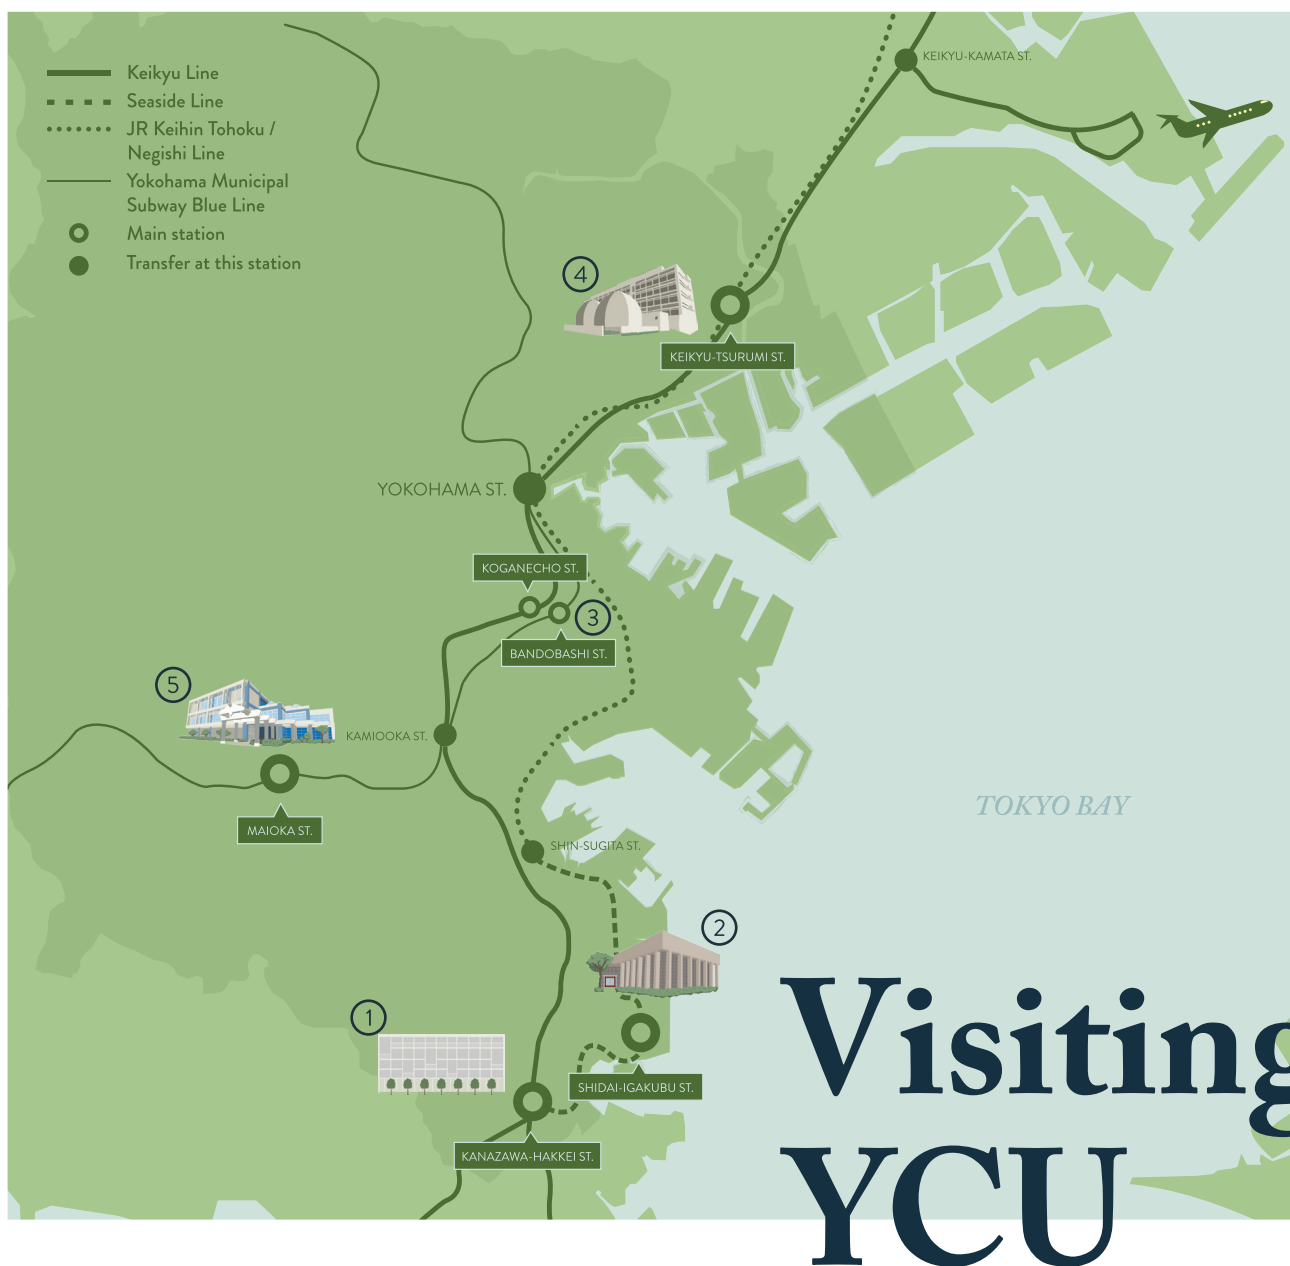 Keikyu Line
Seaside Line
JR Keihin Tohoku /
Negishi Line
Yokohama Municipal
Subway Blue Line
Main station
Transfer at this station
KEIKYU-KAMATA ST.
4
KEIKYU-TSURUMI ST.
YOKOHAMA ST.
KOGANECHO ST.
3
BANDOBASHI ST.
5
KAMIOOKA ST.
MAIOKA ST.
TOKYO BAY
SHIN-SUGITA ST.
2
1
SHIDAI-IGAKUBU ST.
KANAZAWA-HAKKEI ST.
Visiting
YCU